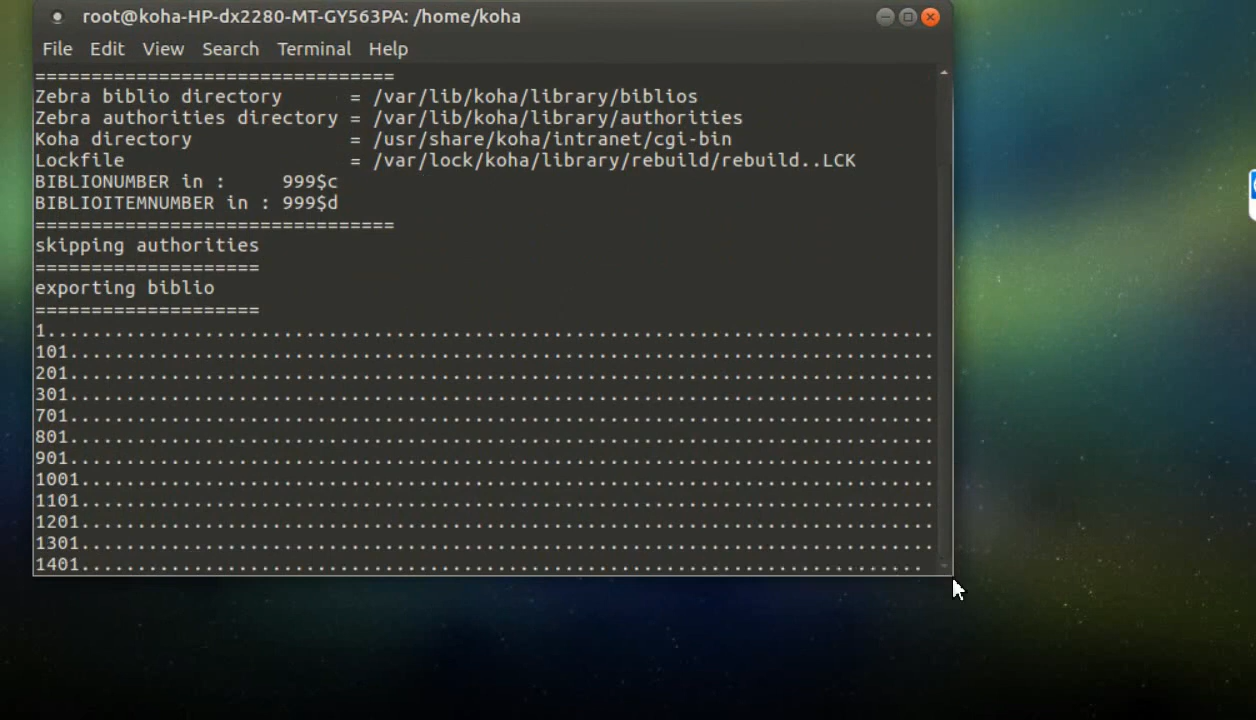 root@koha-HP-dx2280-MT-GY563PA: /home/koha
File Edit View Search Terminal Help
================================
Zebra biblio directory      = /var/lib/koha/library/biblios
Zebra authorities directory = /var/lib/koha/library/authorities
Koha directory              = /usr/share/koha/intranet/cgi-bin
Lockfile                    = /var/lock/koha/library/rebuild/rebuild..LCK
BIBLIONUMBER in :     999$c
BIBLIOITEMNUMBER in : 999$d
================================
skipping authorities
====================
exporting biblio
====================
1...............................................................................
101.............................................................................
201.............................................................................
301.............................................................................
701.............................................................................
801.............................................................................
901.............................................................................
1001............................................................................
1101............................................................................
1201............................................................................
1301............................................................................
1401...........................................................................